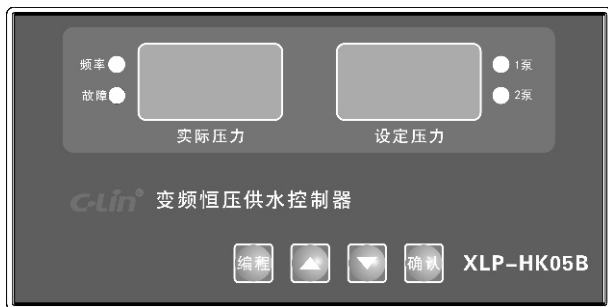 频率 1泵
故障 2泵
实际压力 设定压力
C-Lin® 变频恒压供水控制器
编程 确认 XLP-HK05B